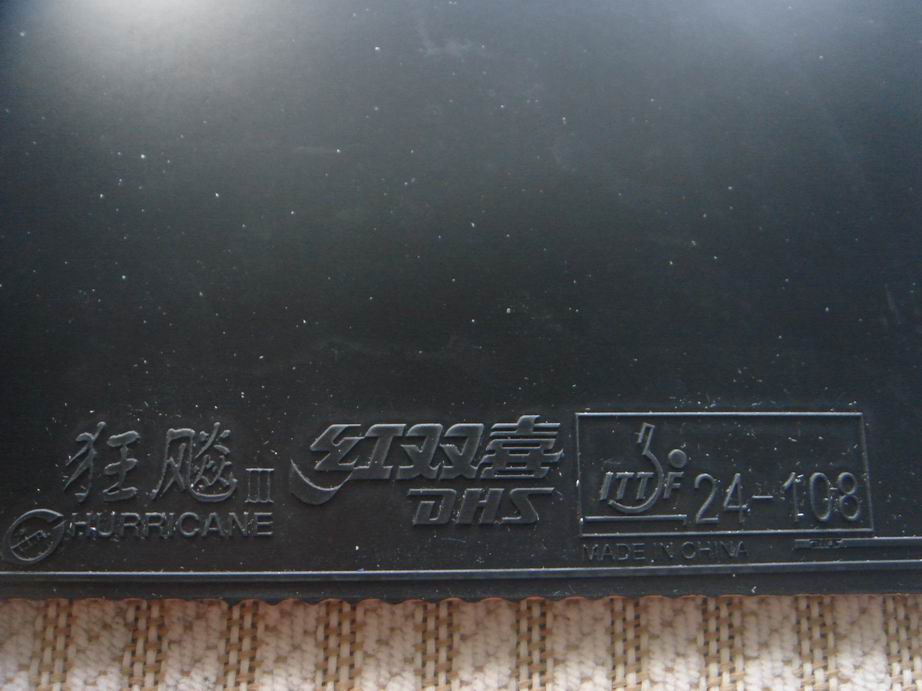 狂飚 III
HURRICANE
红双喜
DHS
ITTF 24-108
MADE IN CHINA